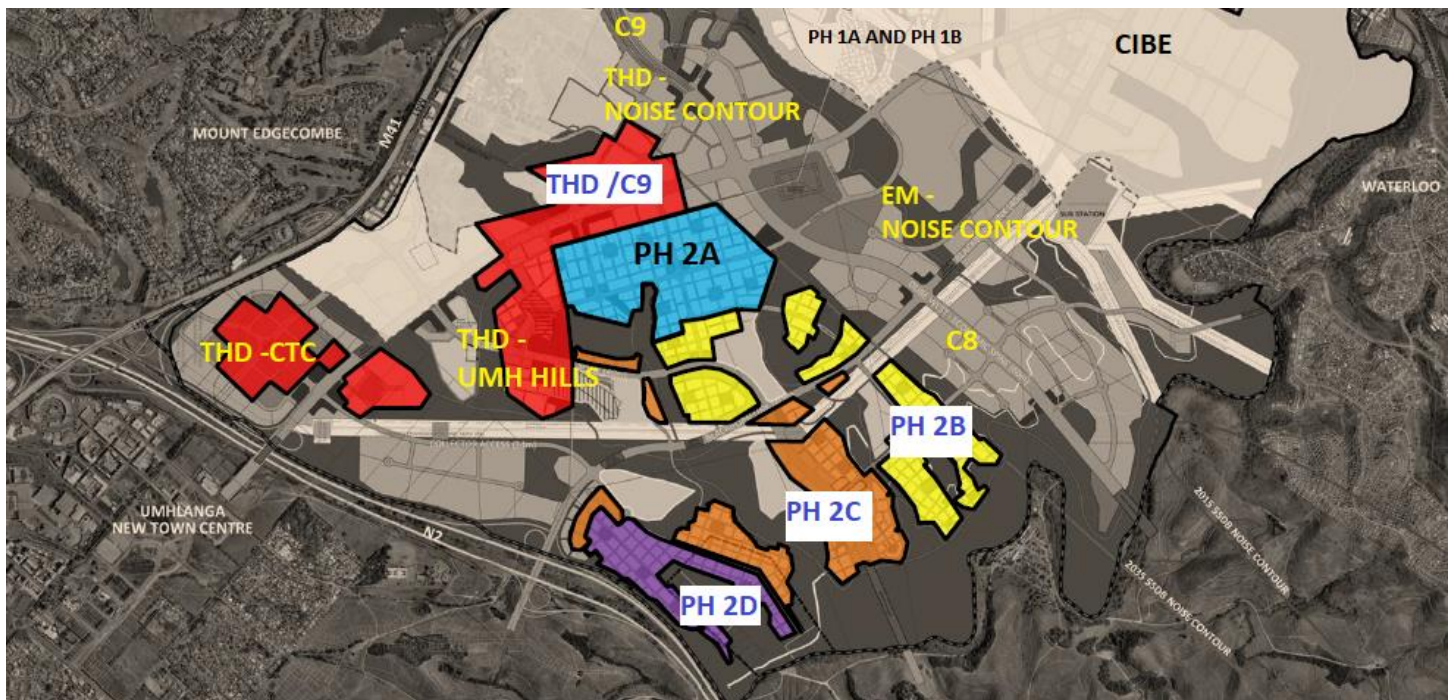 C9
PH 1A AND PH 1B
CIBE
THD -
NOISE CONTOUR
MOUNT EDGECOMBE
M41
THD /C9
WATERLOO
EM -
NOISE CONTOUR
SUB STATION
PH 2A
THD -CTC
THD -
UMH HILLS
C8
PH 2B
COLLECTOR ACCESS
PH 2C
UMHLANGA
NEW TOWN CENTRE
N2
2015 55DB NOISE CONTOUR
2035 55DB NOISE CONTOUR
PH 2D